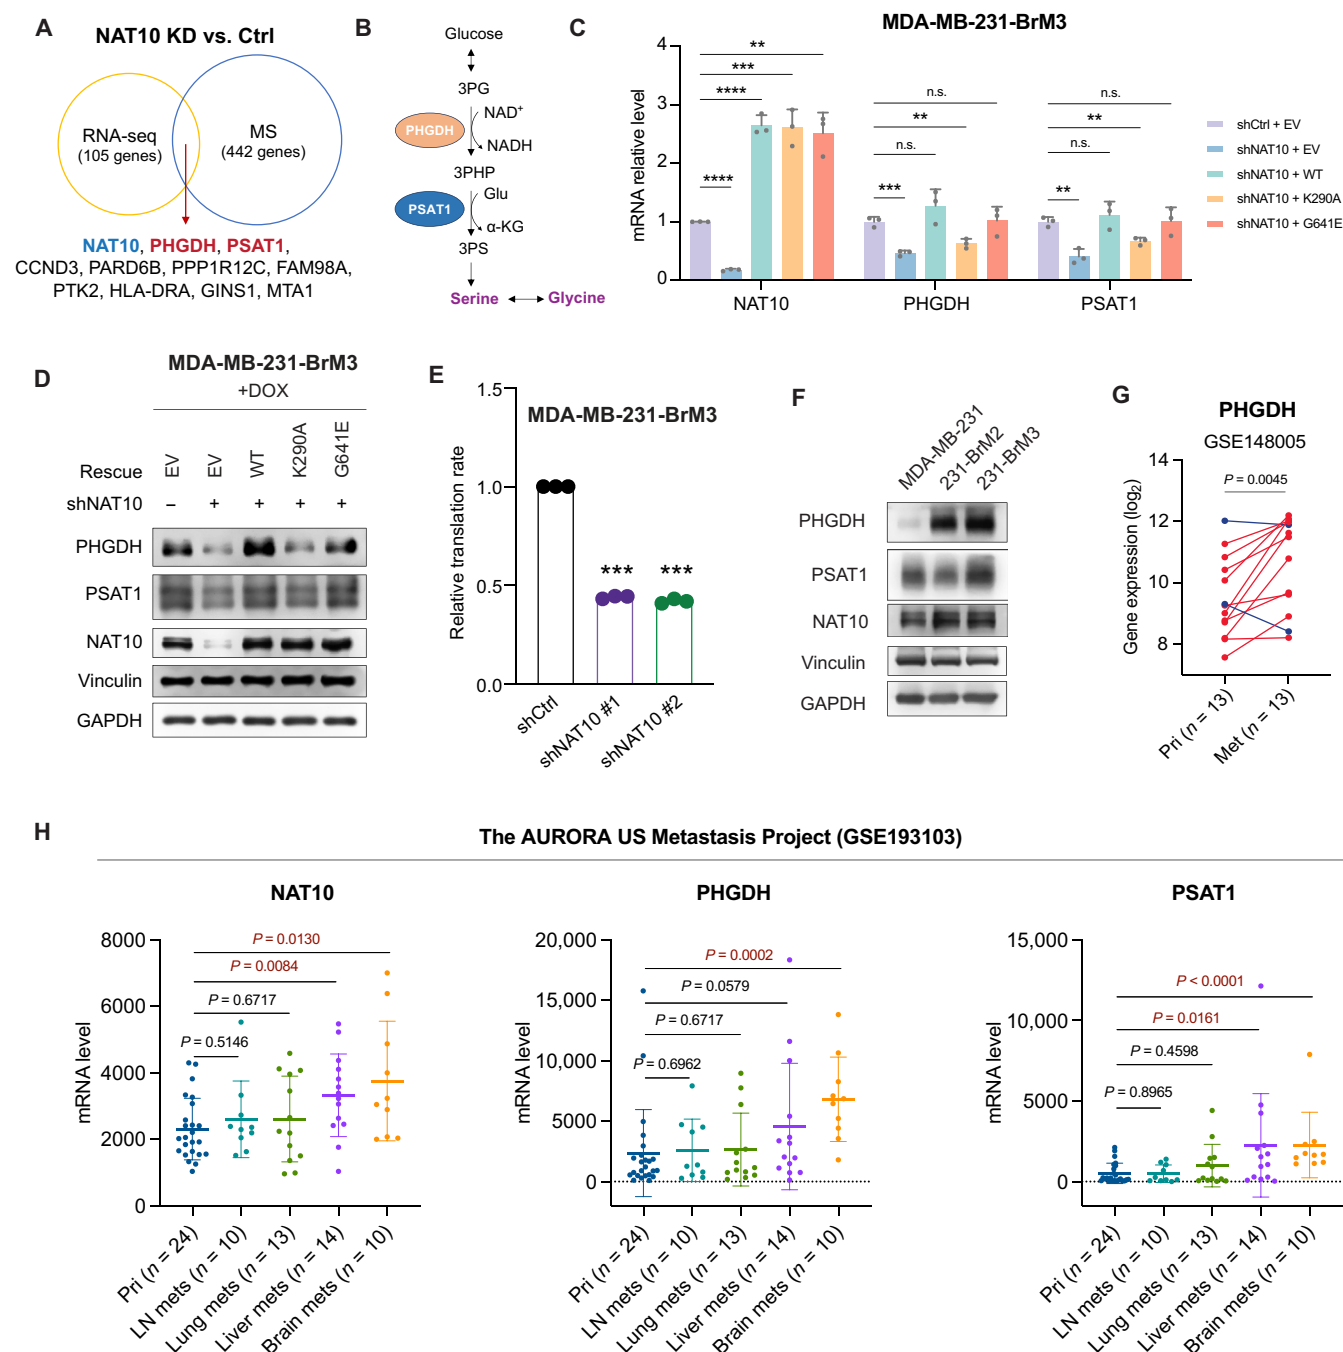 A
NAT10 KD vs. Ctrl
RNA-seq
(105 genes)
MS
(442 genes)
NAT10, PHGDH, PSAT1,
CCND3, PARD6B, PPP1R12C, FAM98A,
PTK2, HLA-DRA, GINS1, MTA1
B
Glucose
3PG
NAD+
PHGDH
NADH
3PHP
Glu
PSAT1
α-KG
3PS
Serine
Glycine
C
MDA-MB-231-BrM3
mRNA relative level
4
3
2
1
0
**
***
****
****
n.s.
**
n.s.
***
n.s.
**
n.s.
**
NAT10
PHGDH
PSAT1
shCtrl + EV
shNAT10 + EV
shNAT10 + WT
shNAT10 + K290A
shNAT10 + G641E
D
MDA-MB-231-BrM3
+DOX
Rescue
EV
EV
WT
K290A
G641E
shNAT10 – + + + +
PHGDH
PSAT1
NAT10
Vinculin
GAPDH
E
MDA-MB-231-BrM3
Relative translation rate
1.5
1.0
0.5
0.0
***
***
shCtrl
shNAT10 #1
shNAT10 #2
F
MDA-MB-231
231-BrM2
231-BrM3
PHGDH
PSAT1
NAT10
Vinculin
GAPDH
G
PHGDH
GSE148005
Gene expression (log2)
14
12
10
8
P = 0.0045
Pri (n = 13)
Met (n = 13)
H
The AURORA US Metastasis Project (GSE193103)
NAT10
mRNA level
8000
6000
4000
2000
0
P = 0.0130
P = 0.0084
P = 0.6717
P = 0.5146
Pri (n = 24)
LN mets (n = 10)
Lung mets (n = 13)
Liver mets (n = 14)
Brain mets (n = 10)
PHGDH
mRNA level
20,000
15,000
10,000
5000
0
P = 0.0002
P = 0.0579
P = 0.6717
P = 0.6962
Pri (n = 24)
LN mets (n = 10)
Lung mets (n = 13)
Liver mets (n = 14)
Brain mets (n = 10)
PSAT1
mRNA level
15,000
10,000
5000
0
P < 0.0001
P = 0.0161
P = 0.4598
P = 0.8965
Pri (n = 24)
LN mets (n = 10)
Lung mets (n = 13)
Liver mets (n = 14)
Brain mets (n = 10)